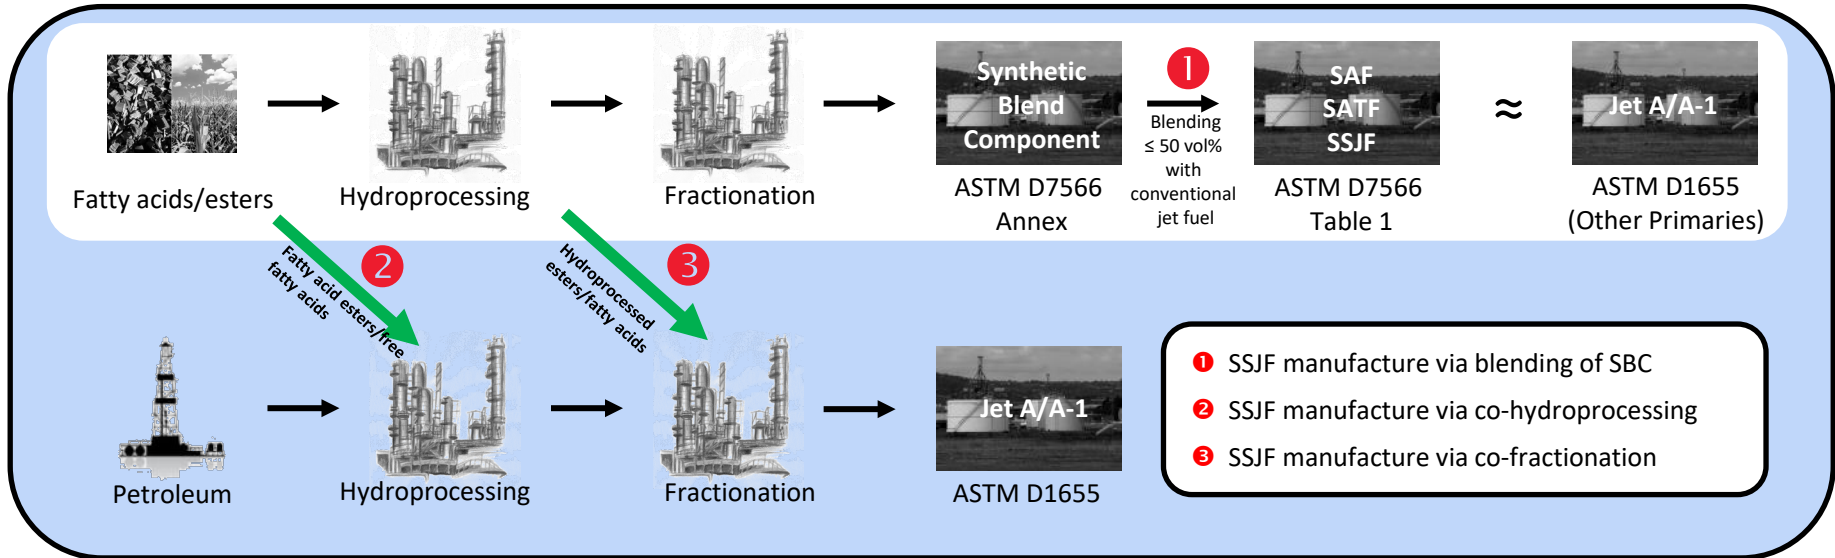 Synthetic
Blend
Component
1
SAF
SATF
SSJF
≈
Jet A/A-1
Blending
≤ 50 vol%
with
conventional
jet fuel
Fatty acids/esters
Hydroprocessing
Fractionation
ASTM D7566
Annex
ASTM D7566
Table 1
ASTM D1655
(Other Primaries)
2
Fatty acid esters/free
fatty acids
3
Hydroprocessed
esters/fatty acids
Jet A/A-1
Petroleum
Hydroprocessing
Fractionation
ASTM D1655
1 SSJF manufacture via blending of SBC
2 SSJF manufacture via co-hydroprocessing
3 SSJF manufacture via co-fractionation